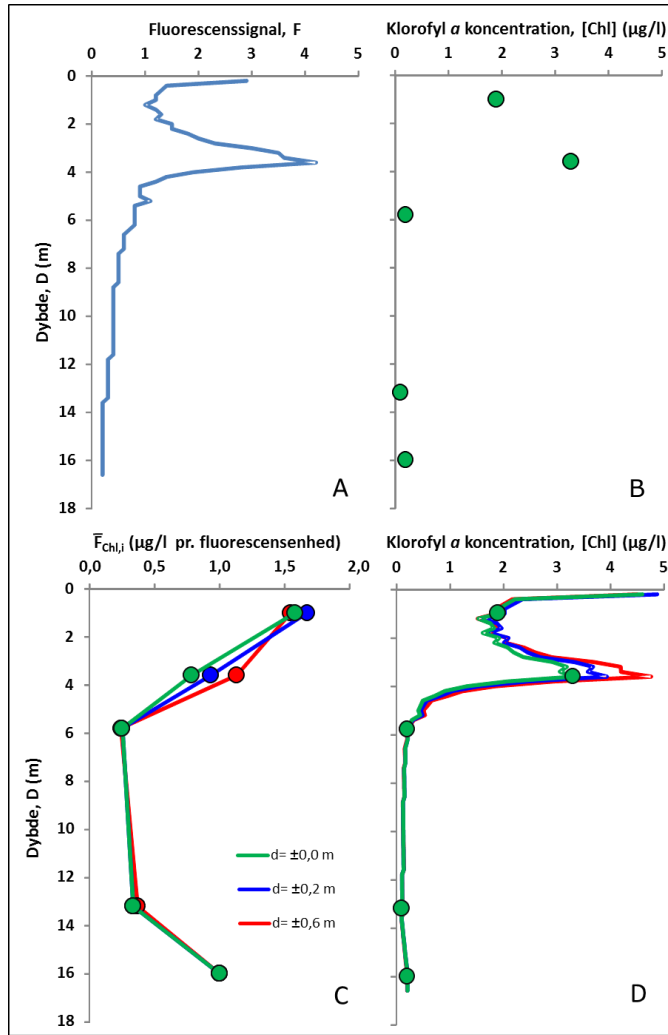 Fluorescenssignal, F
0 1 2 3 4 5
0
2
4
6
8
10
12
14
16
18
Dybde, D (m)
A
Klorofyl a koncentration, [Chl] (µg/l)
0 1 2 3 4 5
B
F̅Chl,i (µg/l pr. fluorescensenhed)
0,0 0,5 1,0 1,5 2,0
0
2
4
6
8
10
12
14
16
18
Dybde, D (m)
d= ±0,0 m
d= ±0,2 m
d= ±0,6 m
C
Klorofyl a koncentration, [Chl] (µg/l)
0 1 2 3 4 5
D